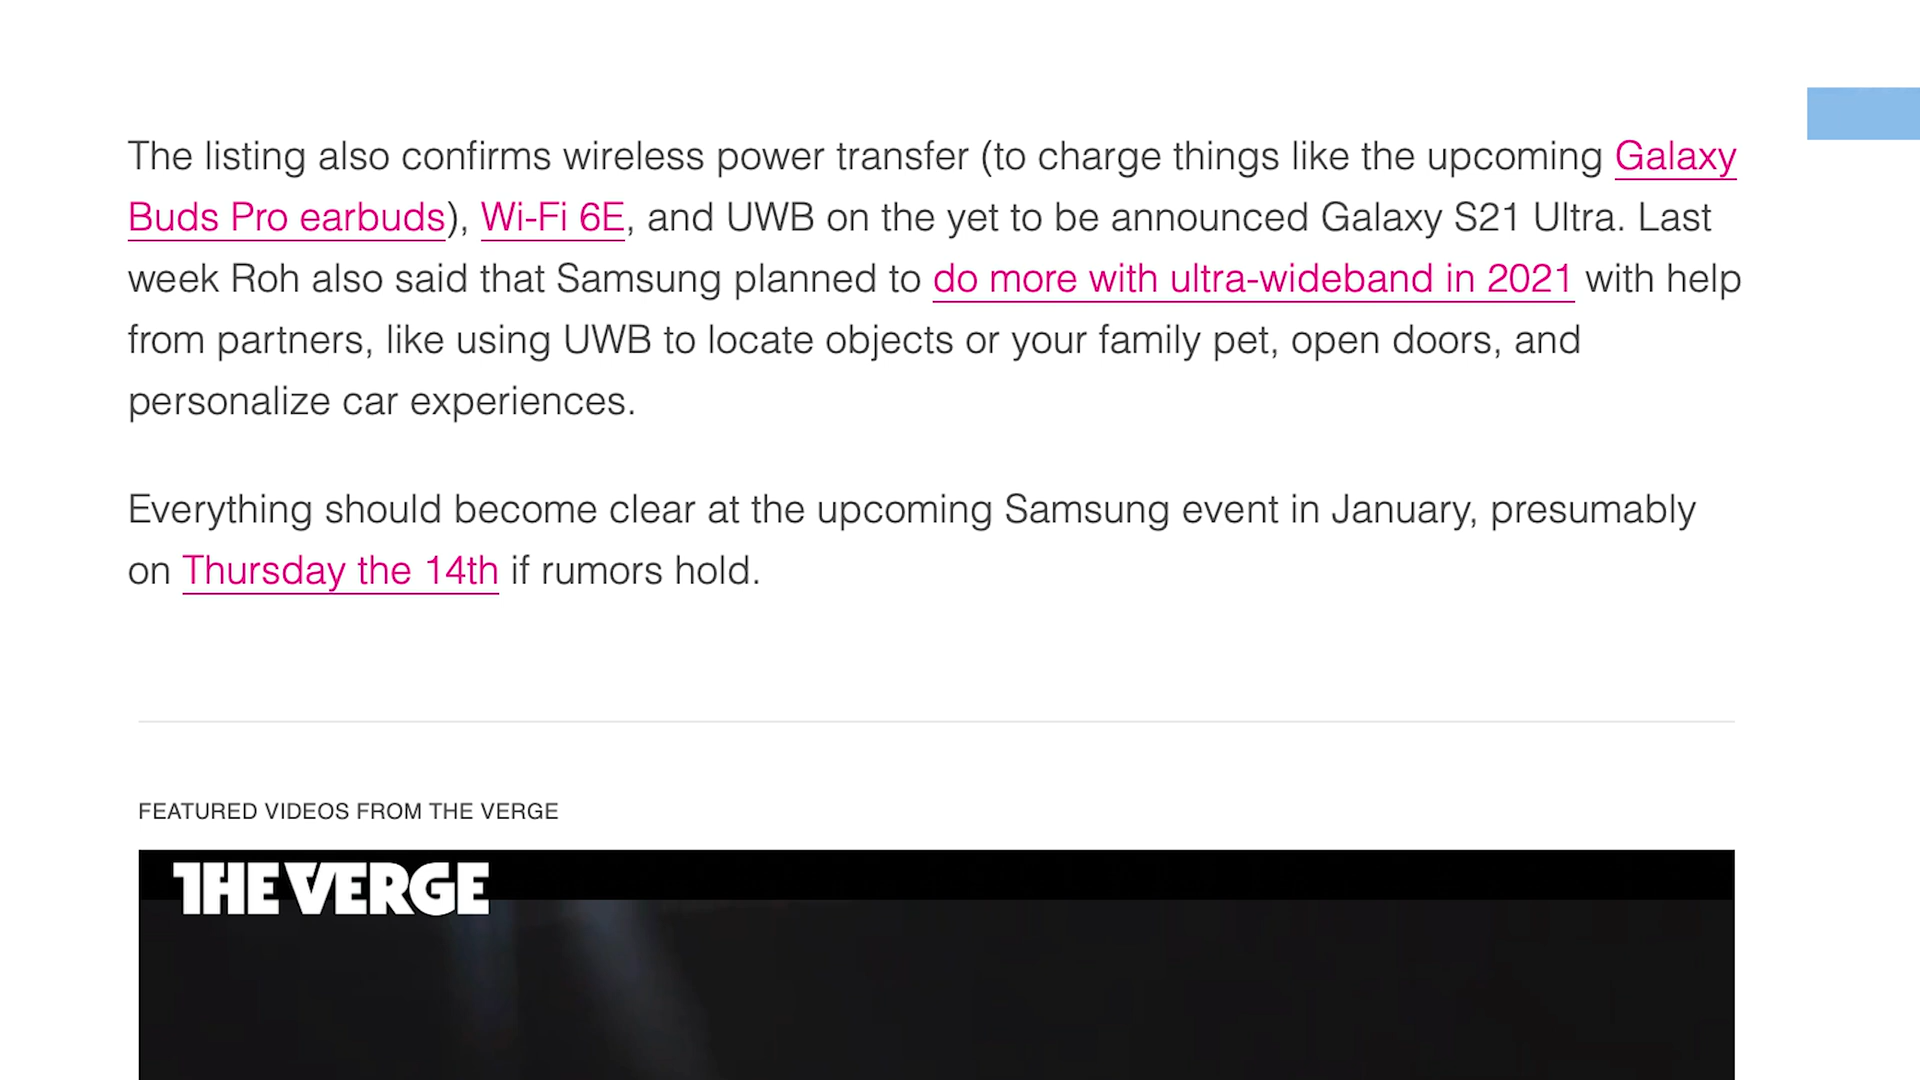 The listing also confirms wireless power transfer (to charge things like the upcoming Galaxy
Buds Pro earbuds), Wi-Fi 6E, and UWB on the yet to be announced Galaxy S21 Ultra. Last
week Roh also said that Samsung planned to do more with ultra-wideband in 2021 with help
from partners, like using UWB to locate objects or your family pet, open doors, and
personalize car experiences.
Everything should become clear at the upcoming Samsung event in January, presumably
on Thursday the 14th if rumors hold.
FEATURED VIDEOS FROM THE VERGE
THE VERGE